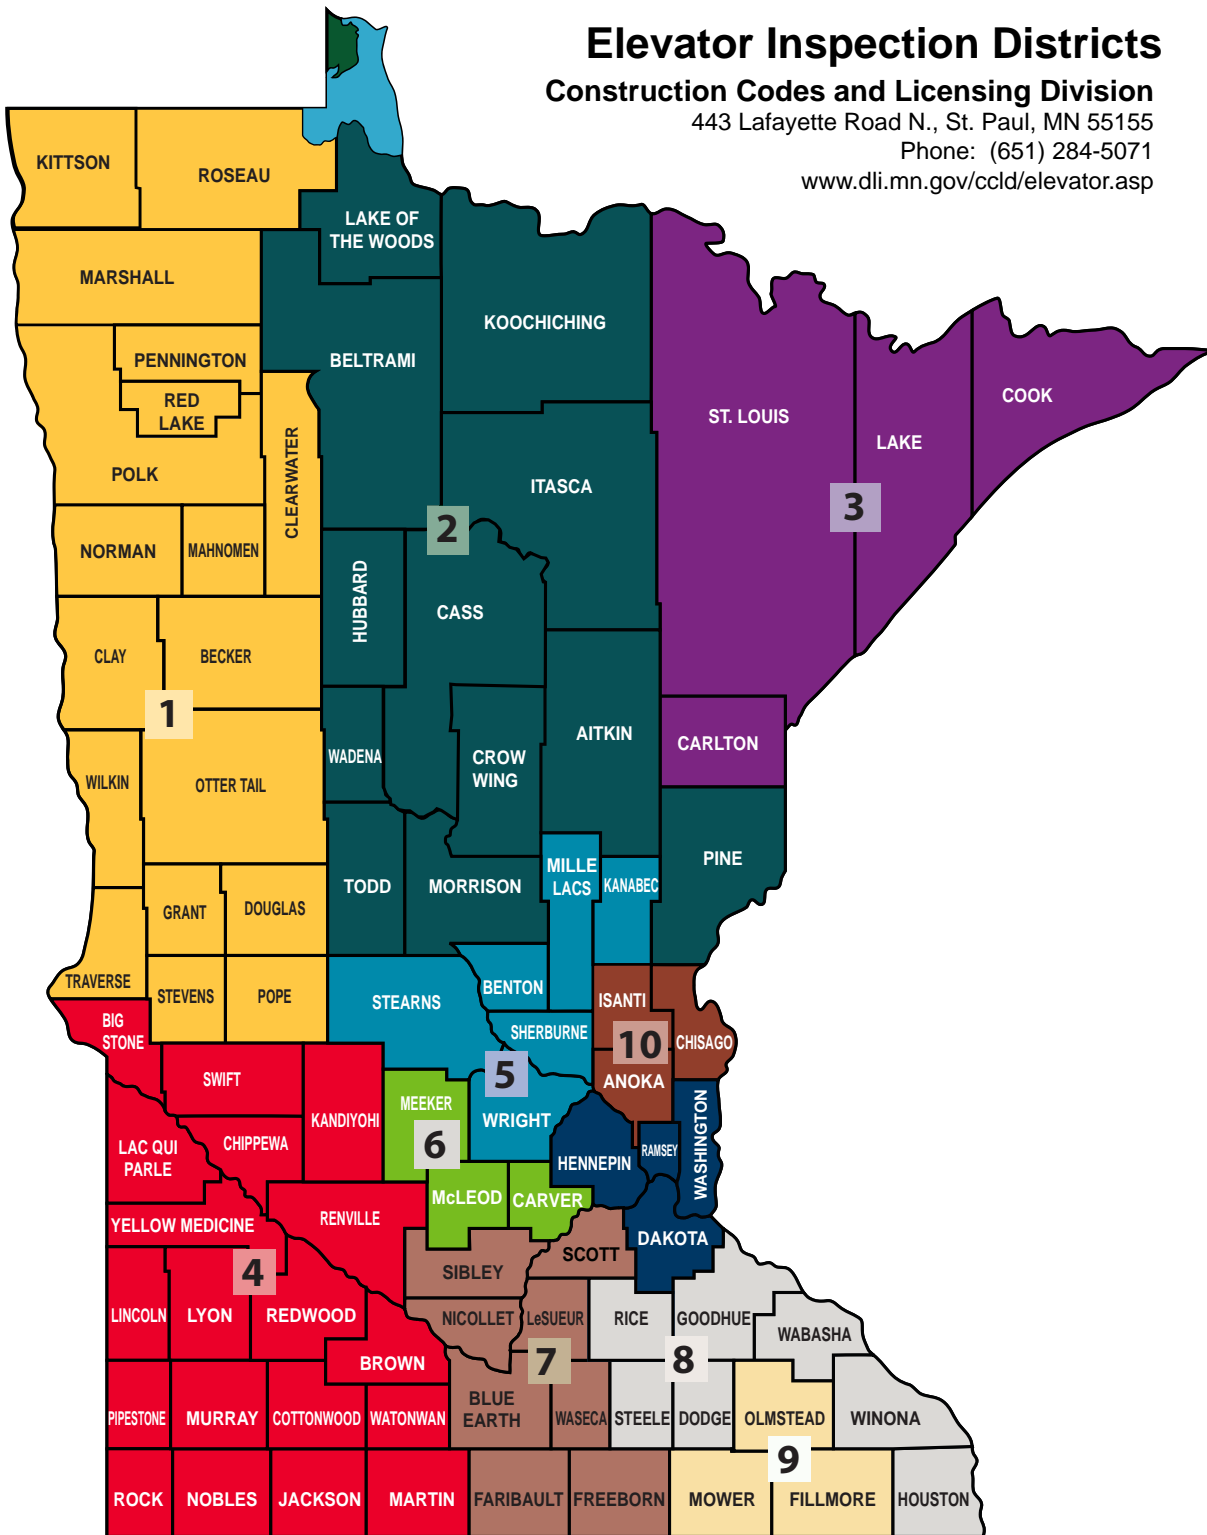 Elevator Inspection Districts
Construction Codes and Licensing Division
443 Lafayette Road N., St. Paul, MN 55155
Phone: (651) 284-5071
www.dli.mn.gov/ccld/elevator.asp
KITTSON
ROSEAU
LAKE OF
THE WOODS
MARSHALL
KOOCHICHING
PENNINGTON
BELTRAMI
RED
LAKE
COOK
ST. LOUIS
LAKE
POLK
CLEARWATER
ITASCA
3
2
NORMAN
MAHNOMEN
HUBBARD
CASS
CLAY
BECKER
1
AITKIN
CARLTON
WADENA
CROW
WING
WILKIN
OTTER TAIL
PINE
MILLE
LACS
KANABEC
TODD
MORRISON
GRANT
DOUGLAS
TRAVERSE
STEVENS
POPE
STEARNS
BENTON
ISANTI
BIG
STONE
SHERBURNE
10
CHISAGO
SWIFT
5
ANOKA
MEEKER
KANDIYOHI
WRIGHT
WASHINGTON
LAC QUI
PARLE
CHIPPEWA
6
RAMSEY
HENNEPIN
McLEOD
CARVER
YELLOW MEDICINE
RENVILLE
DAKOTA
SCOTT
4
SIBLEY
LINCOLN
LYON
REDWOOD
NICOLLET
LeSUEUR
RICE
GOODHUE
WABASHA
BROWN
7
8
BLUE
EARTH
PIPESTONE
MURRAY
COTTONWOOD
WATONWAN
WASECA
STEELE
DODGE
OLMSTEAD
WINONA
9
ROCK
NOBLES
JACKSON
MARTIN
FARIBAULT
FREEBORN
MOWER
FILLMORE
HOUSTON